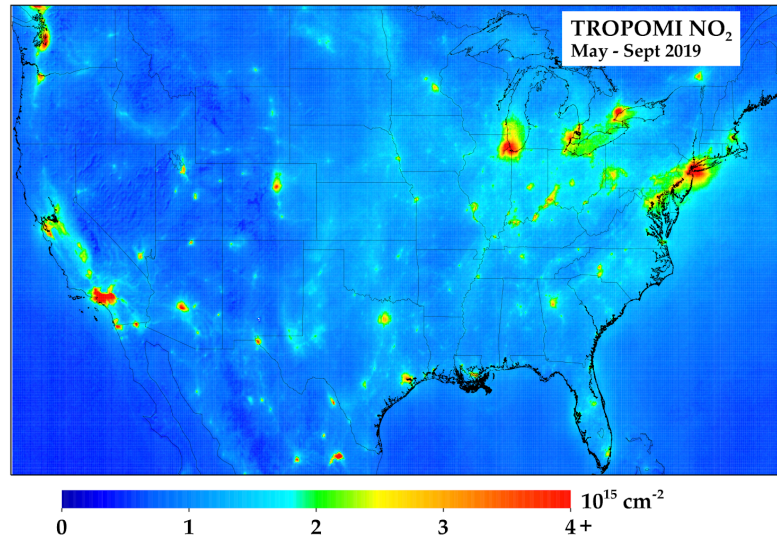 TROPOMI NO₂
May - Sept 2019
10¹⁵ cm⁻²
0 1 2 3 4+